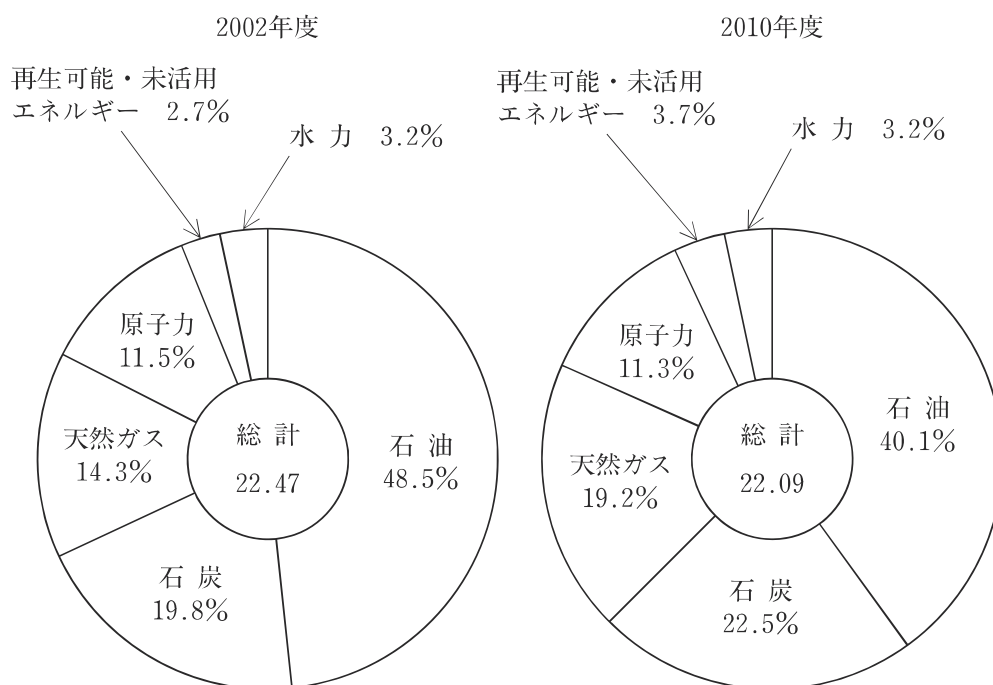 2002年度
再生可能・未活用
エネルギー 2.7%
水 力 3.2%
原子力
11.5%
天然ガス
14.3%
総 計
22.47
石 油
48.5%
石 炭
19.8%
2010年度
再生可能・未活用
エネルギー 3.7%
水 力 3.2%
原子力
11.3%
天然ガス
19.2%
総 計
22.09
石 油
40.1%
石 炭
22.5%